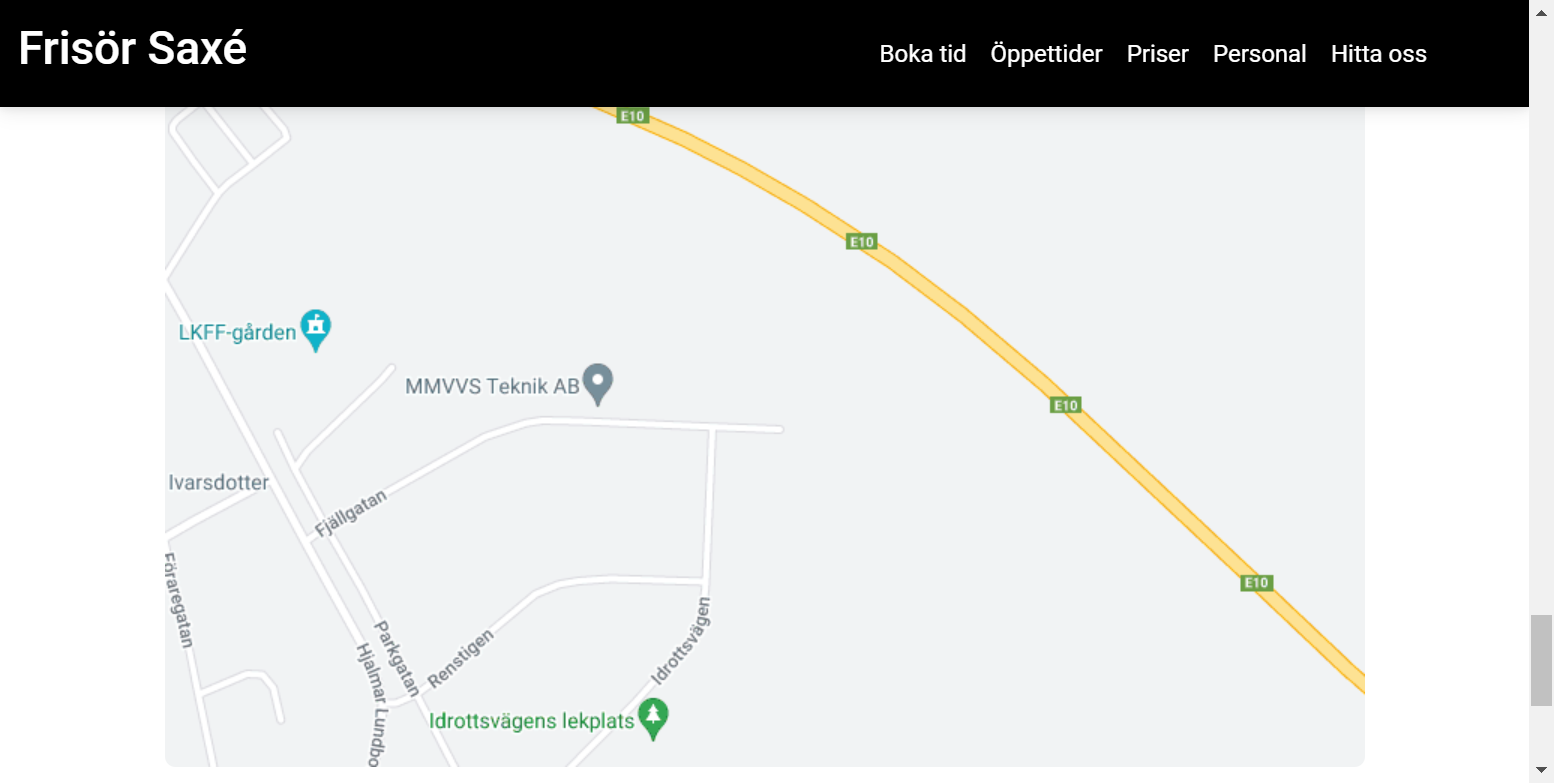 Frisör Saxé
Boka tid Öppettider Priser Personal Hitta oss
E10
E10
LKFF-gården
MMVVS Teknik AB
E10
Ivarsdotter
Fjällgatan
E10
Föraregatan
Parkgatan
Hjalmar Lundbo
Renstigen
Idrottsvägen
Idrottsvägens lekplats